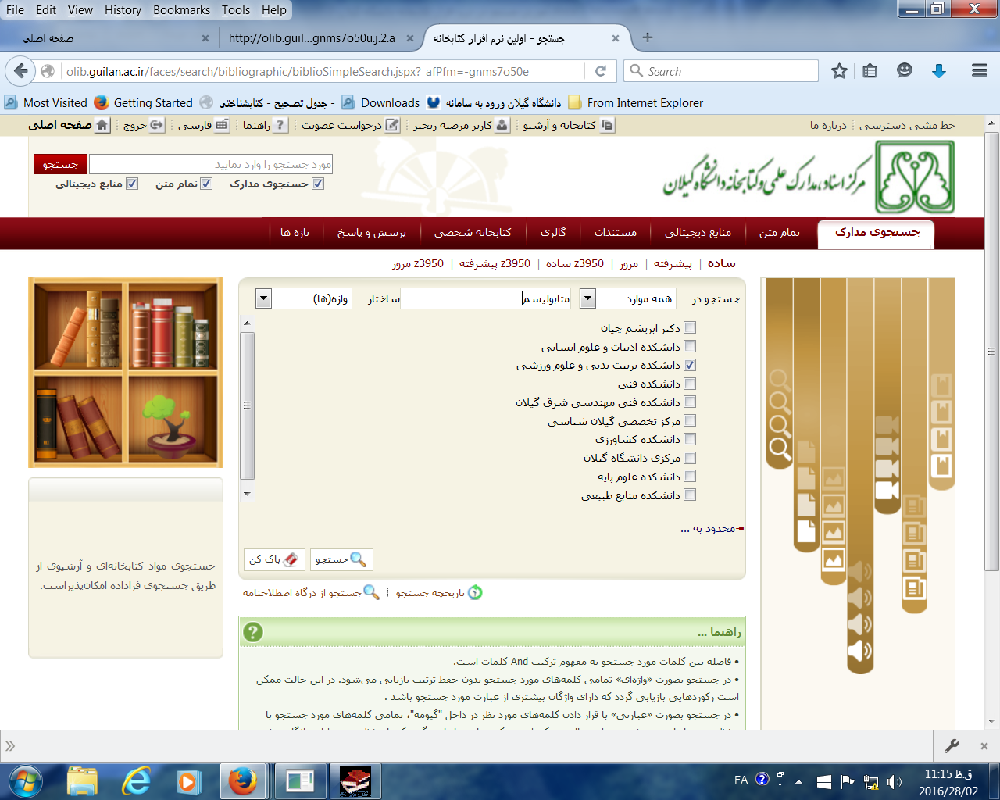 File Edit View History Bookmarks Tools Help
صفحه اصلی
http://olib.guil...gnms7o50u.j.2.a
جستجو - اولین نرم افزار کتابخانه
olib.guilan.ac.ir/faces/search/bibliographic/biblioSimpleSearch.jspx?_afPfm=-gnms7o50e
Search
Most Visited Getting Started جدول تصحیح - کتابشناختی - Downloads دانشگاه گیلان ورود به سامانه From Internet Explorer
خط مشی دسترسی درباره ما
کتابخانه و آرشیو کاربر مرضیه رنجبر درخواست عضویت راهنما فارسی خروج صفحه اصلی
مرکز اسناد، مدارک علمی و کتابخانه دانشگاه گیلان
مورد جستجو را وارد نمایید جستجو
جستجوی مدارک تمام متن منابع دیجیتالی
جستجوی مدارک تمام متن منابع دیجیتالی مستندات گالری کتابخانه شخصی پرسش و پاسخ تازه ها
ساده | پیشرفته | مرور | z3950 ساده | z3950 پیشرفته | z3950 مرور
جستجو در همه موارد متابولیسم ساختار واژه(ها)
دکتر ابریشم چیان
دانشکده ادبیات و علوم انسانی
دانشکده تربیت بدنی و علوم ورزشی
دانشکده فنی
دانشکده فنی مهندسی شرق گیلان
مرکز تخصصی گیلان شناسی
دانشکده کشاورزی
مرکزی دانشگاه گیلان
دانشکده علوم پایه
دانشکده منابع طبیعی
محدود به ...
جستجو پاک کن
تاریخچه جستجو جستجو از درگاه اصطلاحنامه
جستجوی مواد کتابخانه‌ای و آرشیوی از
طریق جستجوی فراداده امکان‌پذیراست.
راهنما ...
• فاصله بین کلمات مورد جستجو به مفهوم ترکیب And کلمات است.
• در جستجو بصورت «واژه‌ای» تمامی کلمه‌های مورد جستجو بدون حفظ ترتیب بازیابی می‌شود. در این حالت ممکن
است رکوردهایی بازیابی گردد که دارای واژگان بیشتری از عبارت مورد جستجو باشد .
• در جستجو بصورت «عبارتی» با قرار دادن کلمه‌های مورد نظر در داخل "گیومه"، تمامی کلمه‌های مورد جستجو با
FA
11:15 ق.ظ
2016/28/02